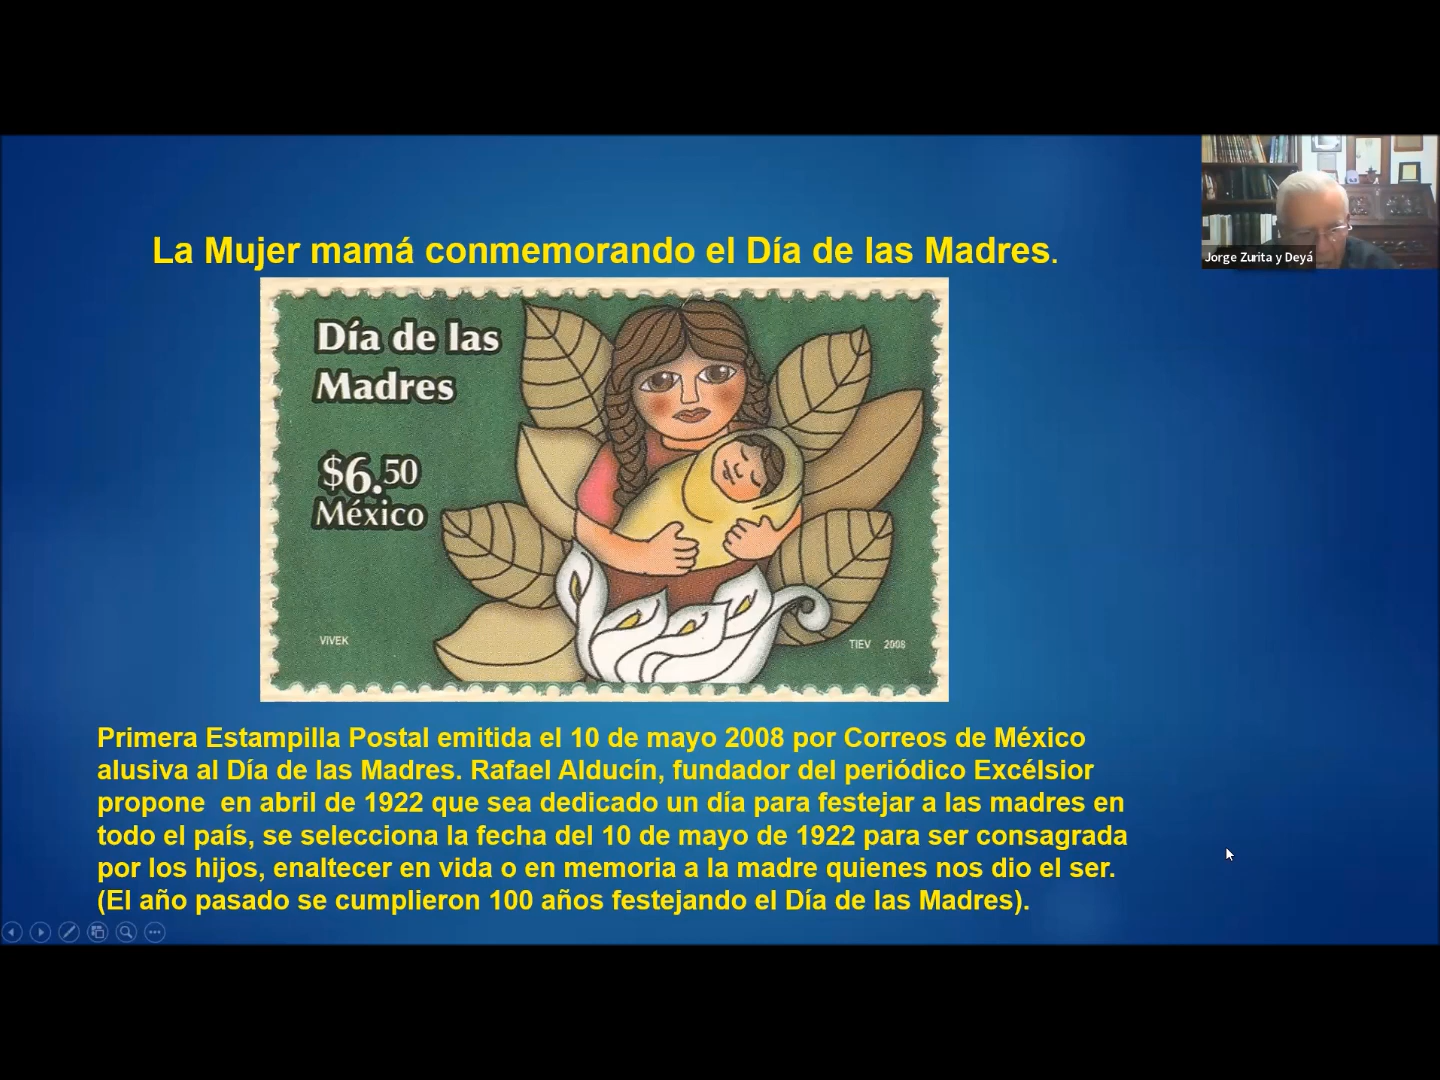 Jorge Zurita y Deyá
La Mujer mamá conmemorando el Día de las Madres.
Día de las
Madres
$6.50
México
VIVEK
TIEV 2008
Primera Estampilla Postal emitida el 10 de mayo 2008 por Correos de México
alusiva al Día de las Madres. Rafael Alducín, fundador del periódico Excélsior
propone  en abril de 1922 que sea dedicado un día para festejar a las madres en
todo el país, se selecciona la fecha del 10 de mayo de 1922 para ser consagrada
por los hijos, enaltecer en vida o en memoria a la madre quienes nos dio el ser.
(El año pasado se cumplieron 100 años festejando el Día de las Madres).